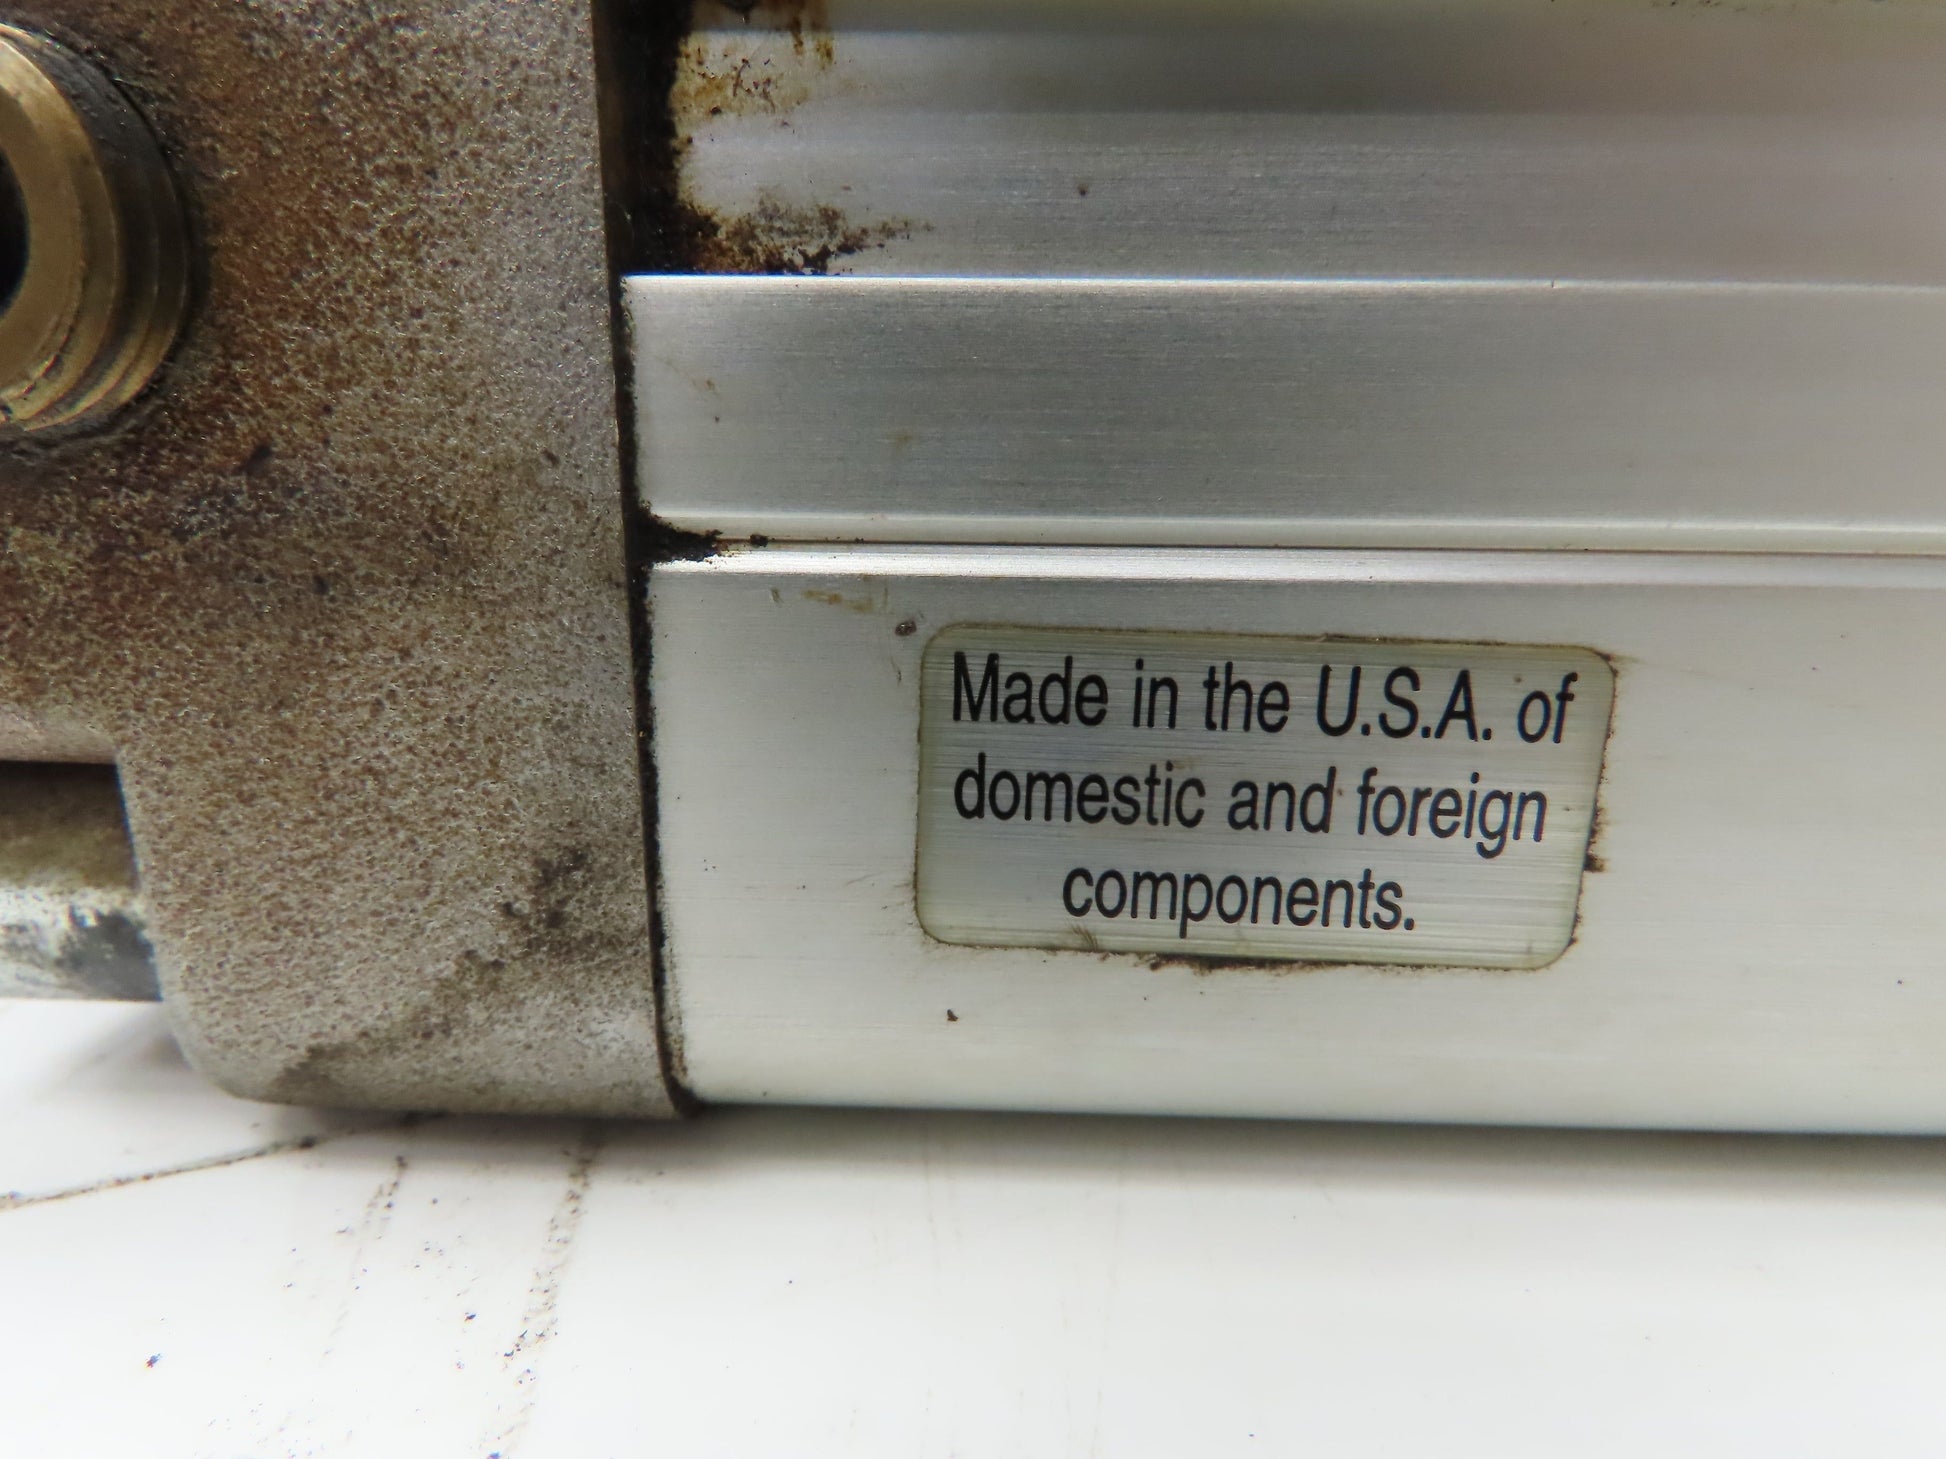 Made in the U.S.A. of
domestic and foreign
components.